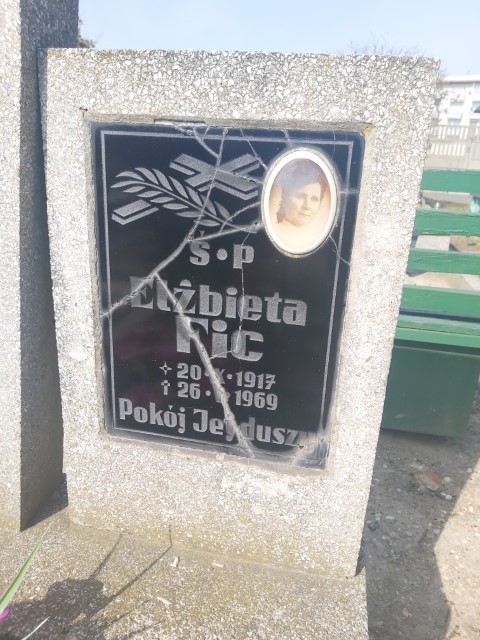 Ś•P
Elżbieta
Fic
20•X•1917
26• •1969
Pokój Jej duszy